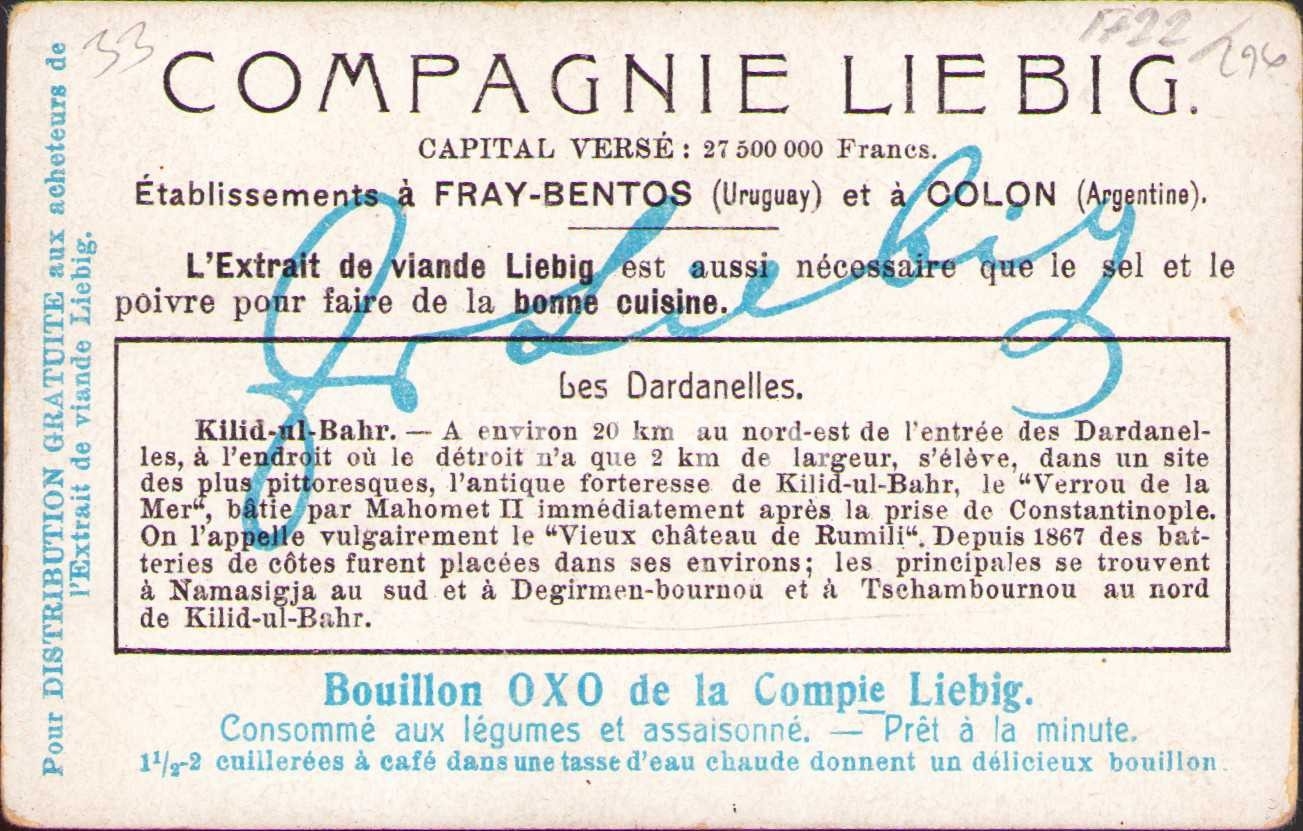 33
COMPAGNIE LIEBIG.
CAPITAL VERSÉ : 27 500 000 Francs.
Établissements à FRAY-BENTOS (Uruguay) et à COLON (Argentine).
L'Extrait de viande Liebig est aussi nécessaire que le sel et le
poivre pour faire de la bonne cuisine.
J v Liebig
Les Dardanelles.
Kilid-ul-Bahr. — A environ 20 km au nord-est de l'entrée des Dardanel-
les, à l'endroit où le détroit n'a que 2 km de largeur, s'élève, dans un site
des plus pittoresques, l'antique forteresse de Kilid-ul-Bahr, le “Verrou de la
Mer“, bâtie par Mahomet II immédiatement après la prise de Constantinople.
On l'appelle vulgairement le “Vieux château de Rumili“. Depuis 1867 des bat-
teries de côtes furent placées dans ses environs; les principales se trouvent
à Namasigja au sud et à Degirmen-bournou et à Tschambournou au nord
de Kilid-ul-Bahr.
Bouillon OXO de la Compie Liebig.
Consommé aux légumes et assaisonné. — Prêt à la minute.
1½-2 cuillerées à café dans une tasse d'eau chaude donnent un délicieux bouillon.
Pour DISTRIBUTION GRATUITE aux acheteurs de
l'Extrait de viande Liebig.